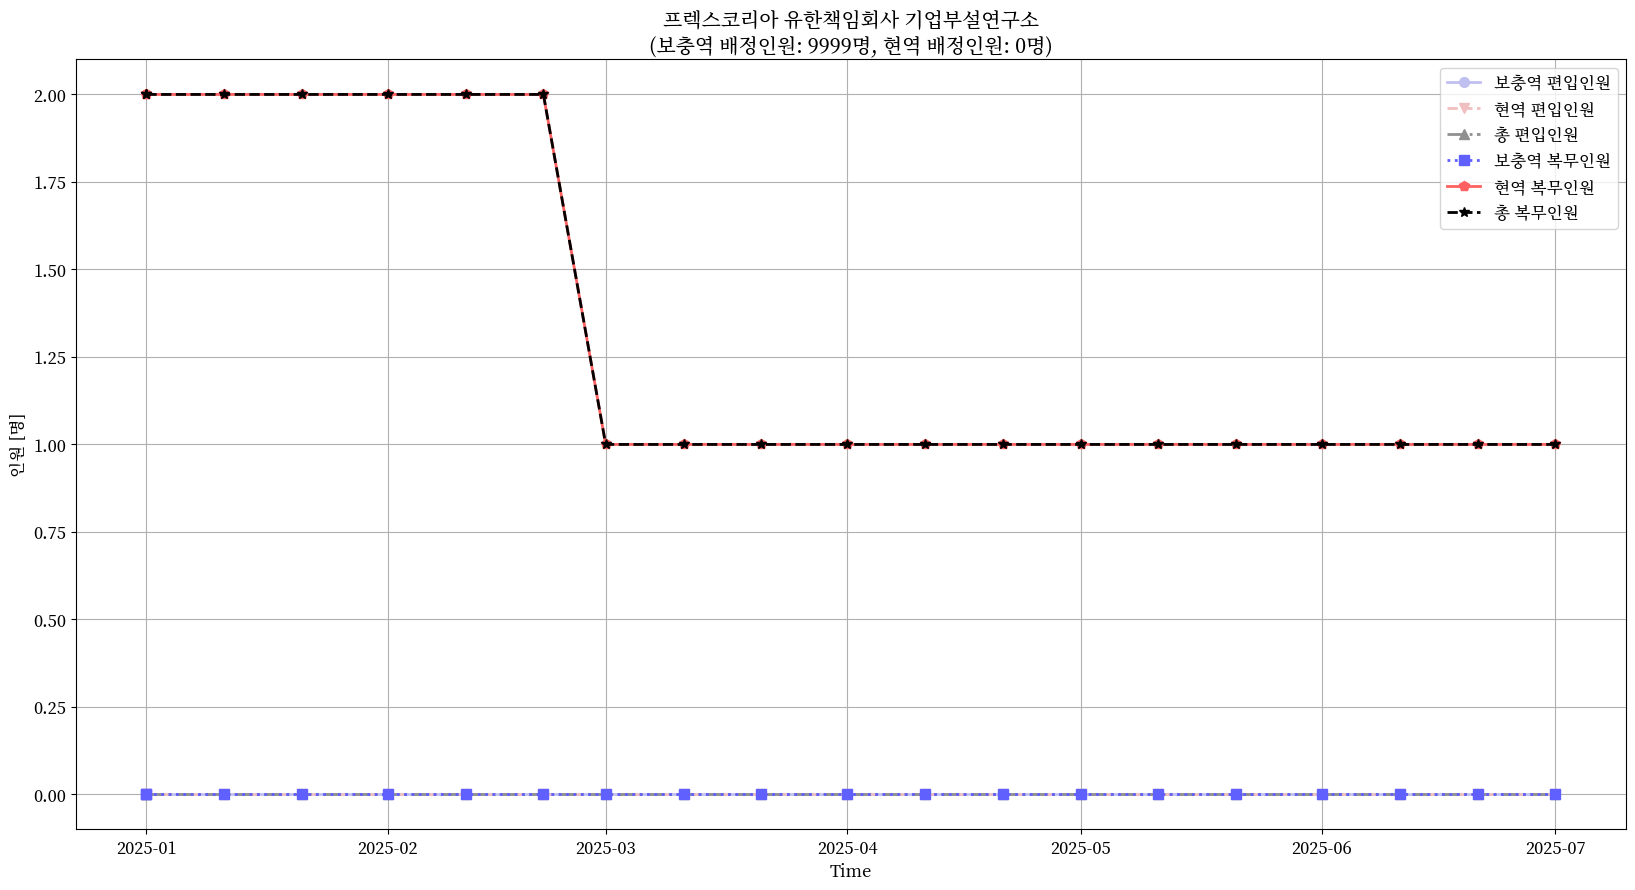 프렉스코리아 유한책임회사 기업부설연구소
(보충역 배정인원: 9999명, 현역 배정인원: 0명)
보충역 편입인원
현역 편입인원
총 편입인원
보충역 복무인원
현역 복무인원
총 복무인원
인원 [명]
2.00
1.75
1.50
1.25
1.00
0.75
0.50
0.25
0.00
2025-01 2025-02 2025-03 2025-04 2025-05 2025-06 2025-07
Time